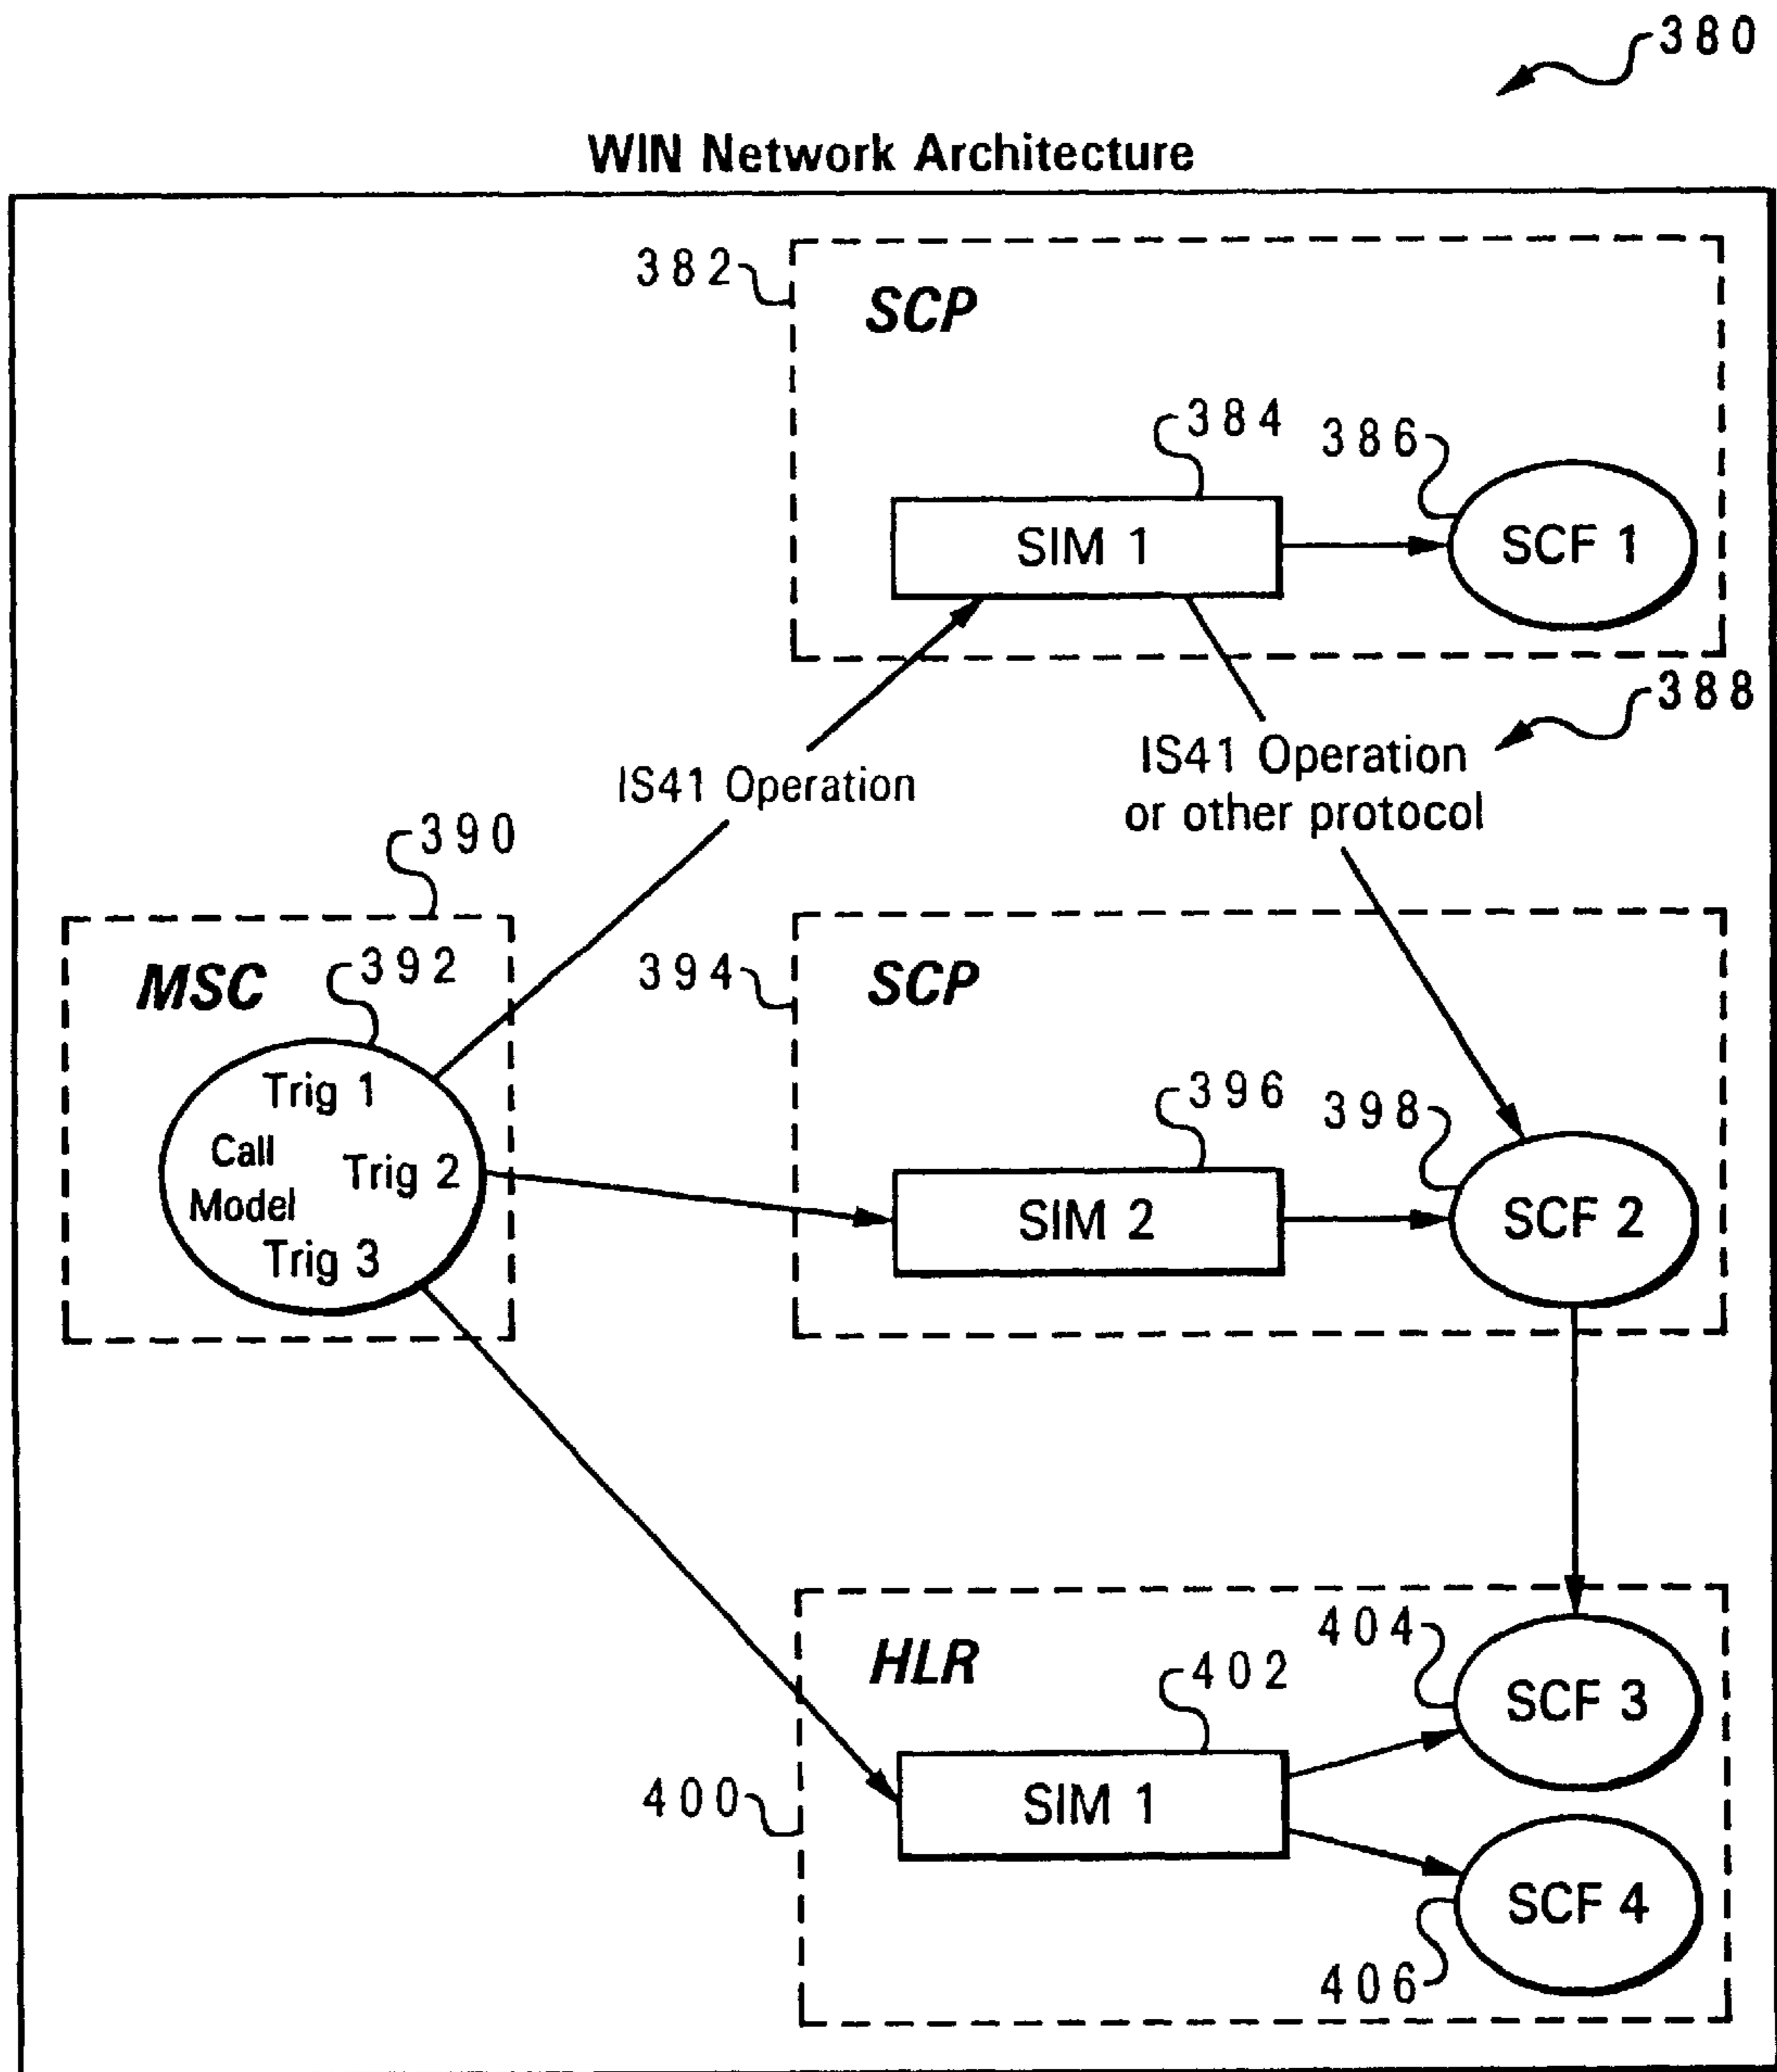 380
WIN Network Architecture
382
SCP
384
386
SIM 1
SCF 1
388
IS41 Operation
IS41 Operation
or other protocol
390
MSC
392
394
SCP
Trig 1
Call
Model
Trig 2
Trig 3
396
398
SIM 2
SCF 2
HLR
402
404
SCF 3
400
SIM 1
SCF 4
406